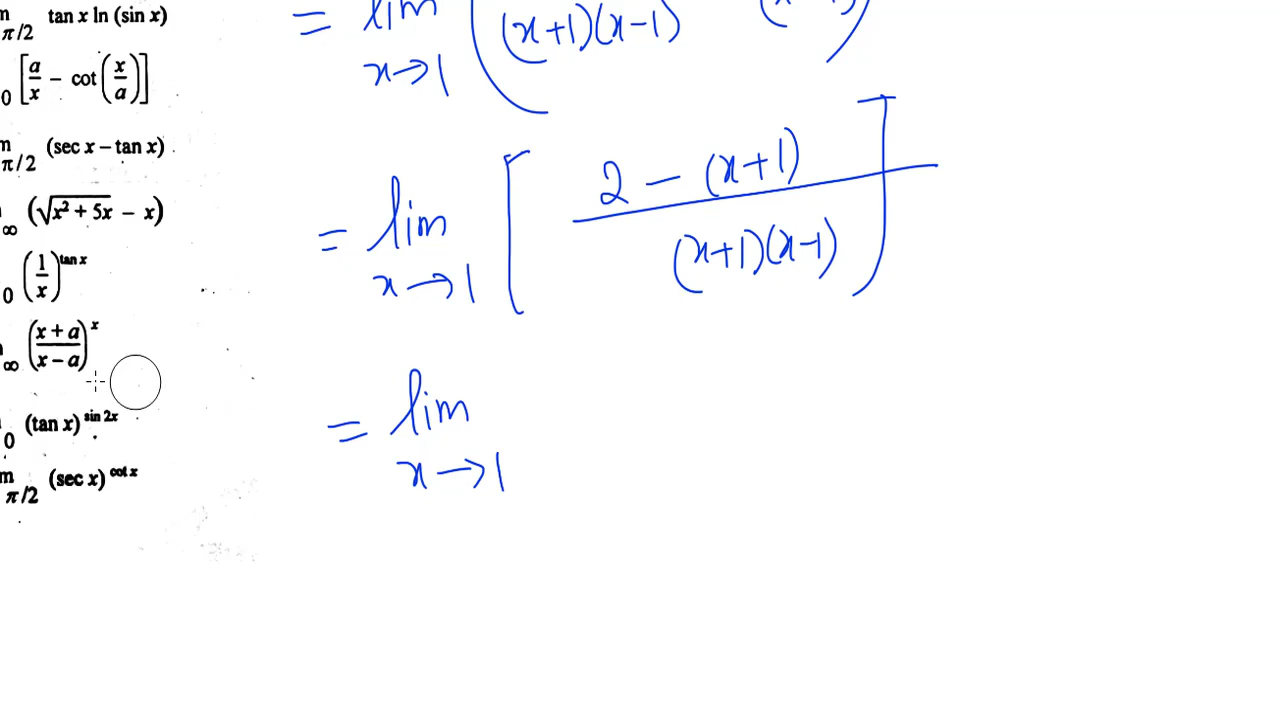 π/2 tan x ln (sin x)
0 [a/x − cot (x/a)]
π/2 (sec x − tan x).
∞ (√x² + 5x − x)
0 (1/x)^tan x
∞ ((x + a)/(x − a))^x
0 (tan x)^sin 2x
π/2 (sec x)^cot x
= lim x→1 ( (x+1)(x−1)
= lim x→1 [ (2 − (x+1))/((x+1)(x−1)) ]
= lim x→1